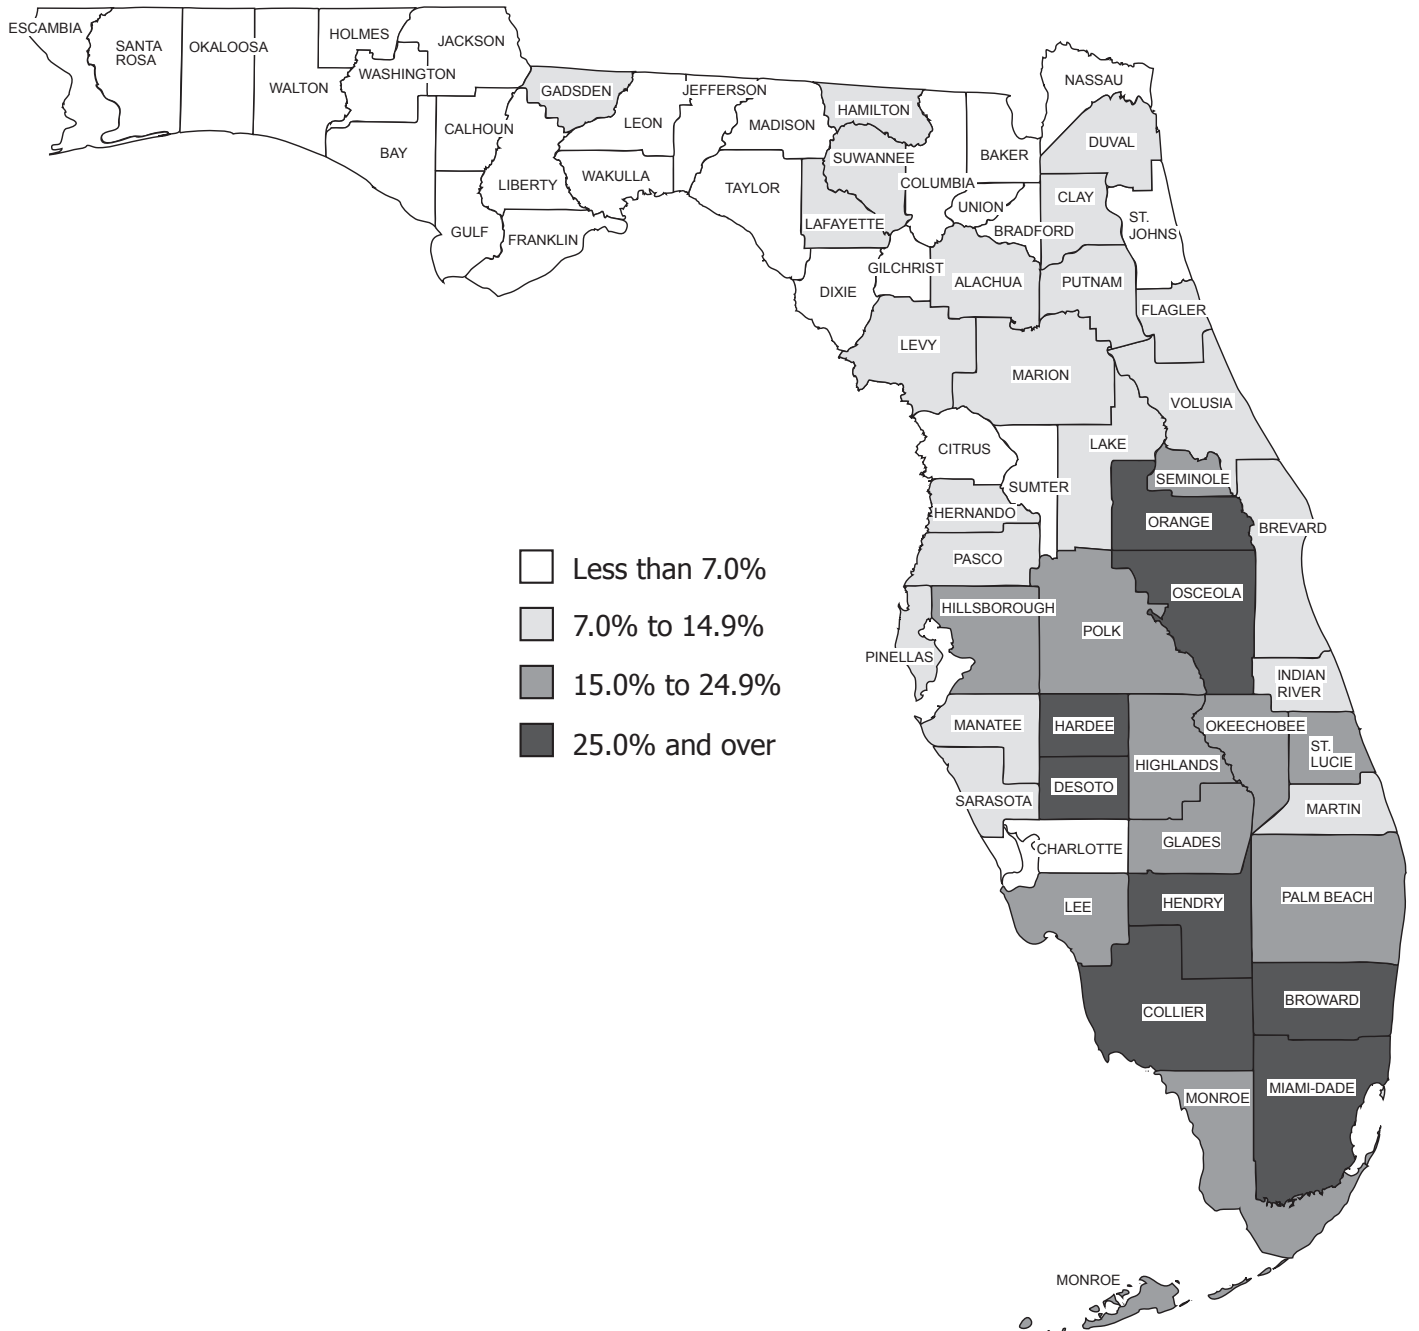 ESCAMBIA
SANTA
ROSA
OKALOOSA
WALTON
HOLMES
WASHINGTON
JACKSON
BAY
CALHOUN
GULF
LIBERTY
GADSDEN
FRANKLIN
LEON
WAKULLA
JEFFERSON
MADISON
TAYLOR
HAMILTON
SUWANNEE
LAFAYETTE
DIXIE
COLUMBIA
GILCHRIST
BAKER
UNION
BRADFORD
NASSAU
DUVAL
CLAY
ST.
JOHNS
ALACHUA
PUTNAM
FLAGLER
LEVY
MARION
VOLUSIA
CITRUS
LAKE
SUMTER
SEMINOLE
HERNANDO
ORANGE
BREVARD
PASCO
OSCEOLA
HILLSBOROUGH
POLK
PINELLAS
INDIAN
RIVER
MANATEE
HARDEE
OKEECHOBEE
HIGHLANDS
ST.
LUCIE
DESOTO
SARASOTA
MARTIN
CHARLOTTE
GLADES
LEE
HENDRY
PALM BEACH
COLLIER
BROWARD
MONROE
MIAMI-DADE
MONROE
Less than 7.0%
7.0% to 14.9%
15.0% to 24.9%
25.0% and over